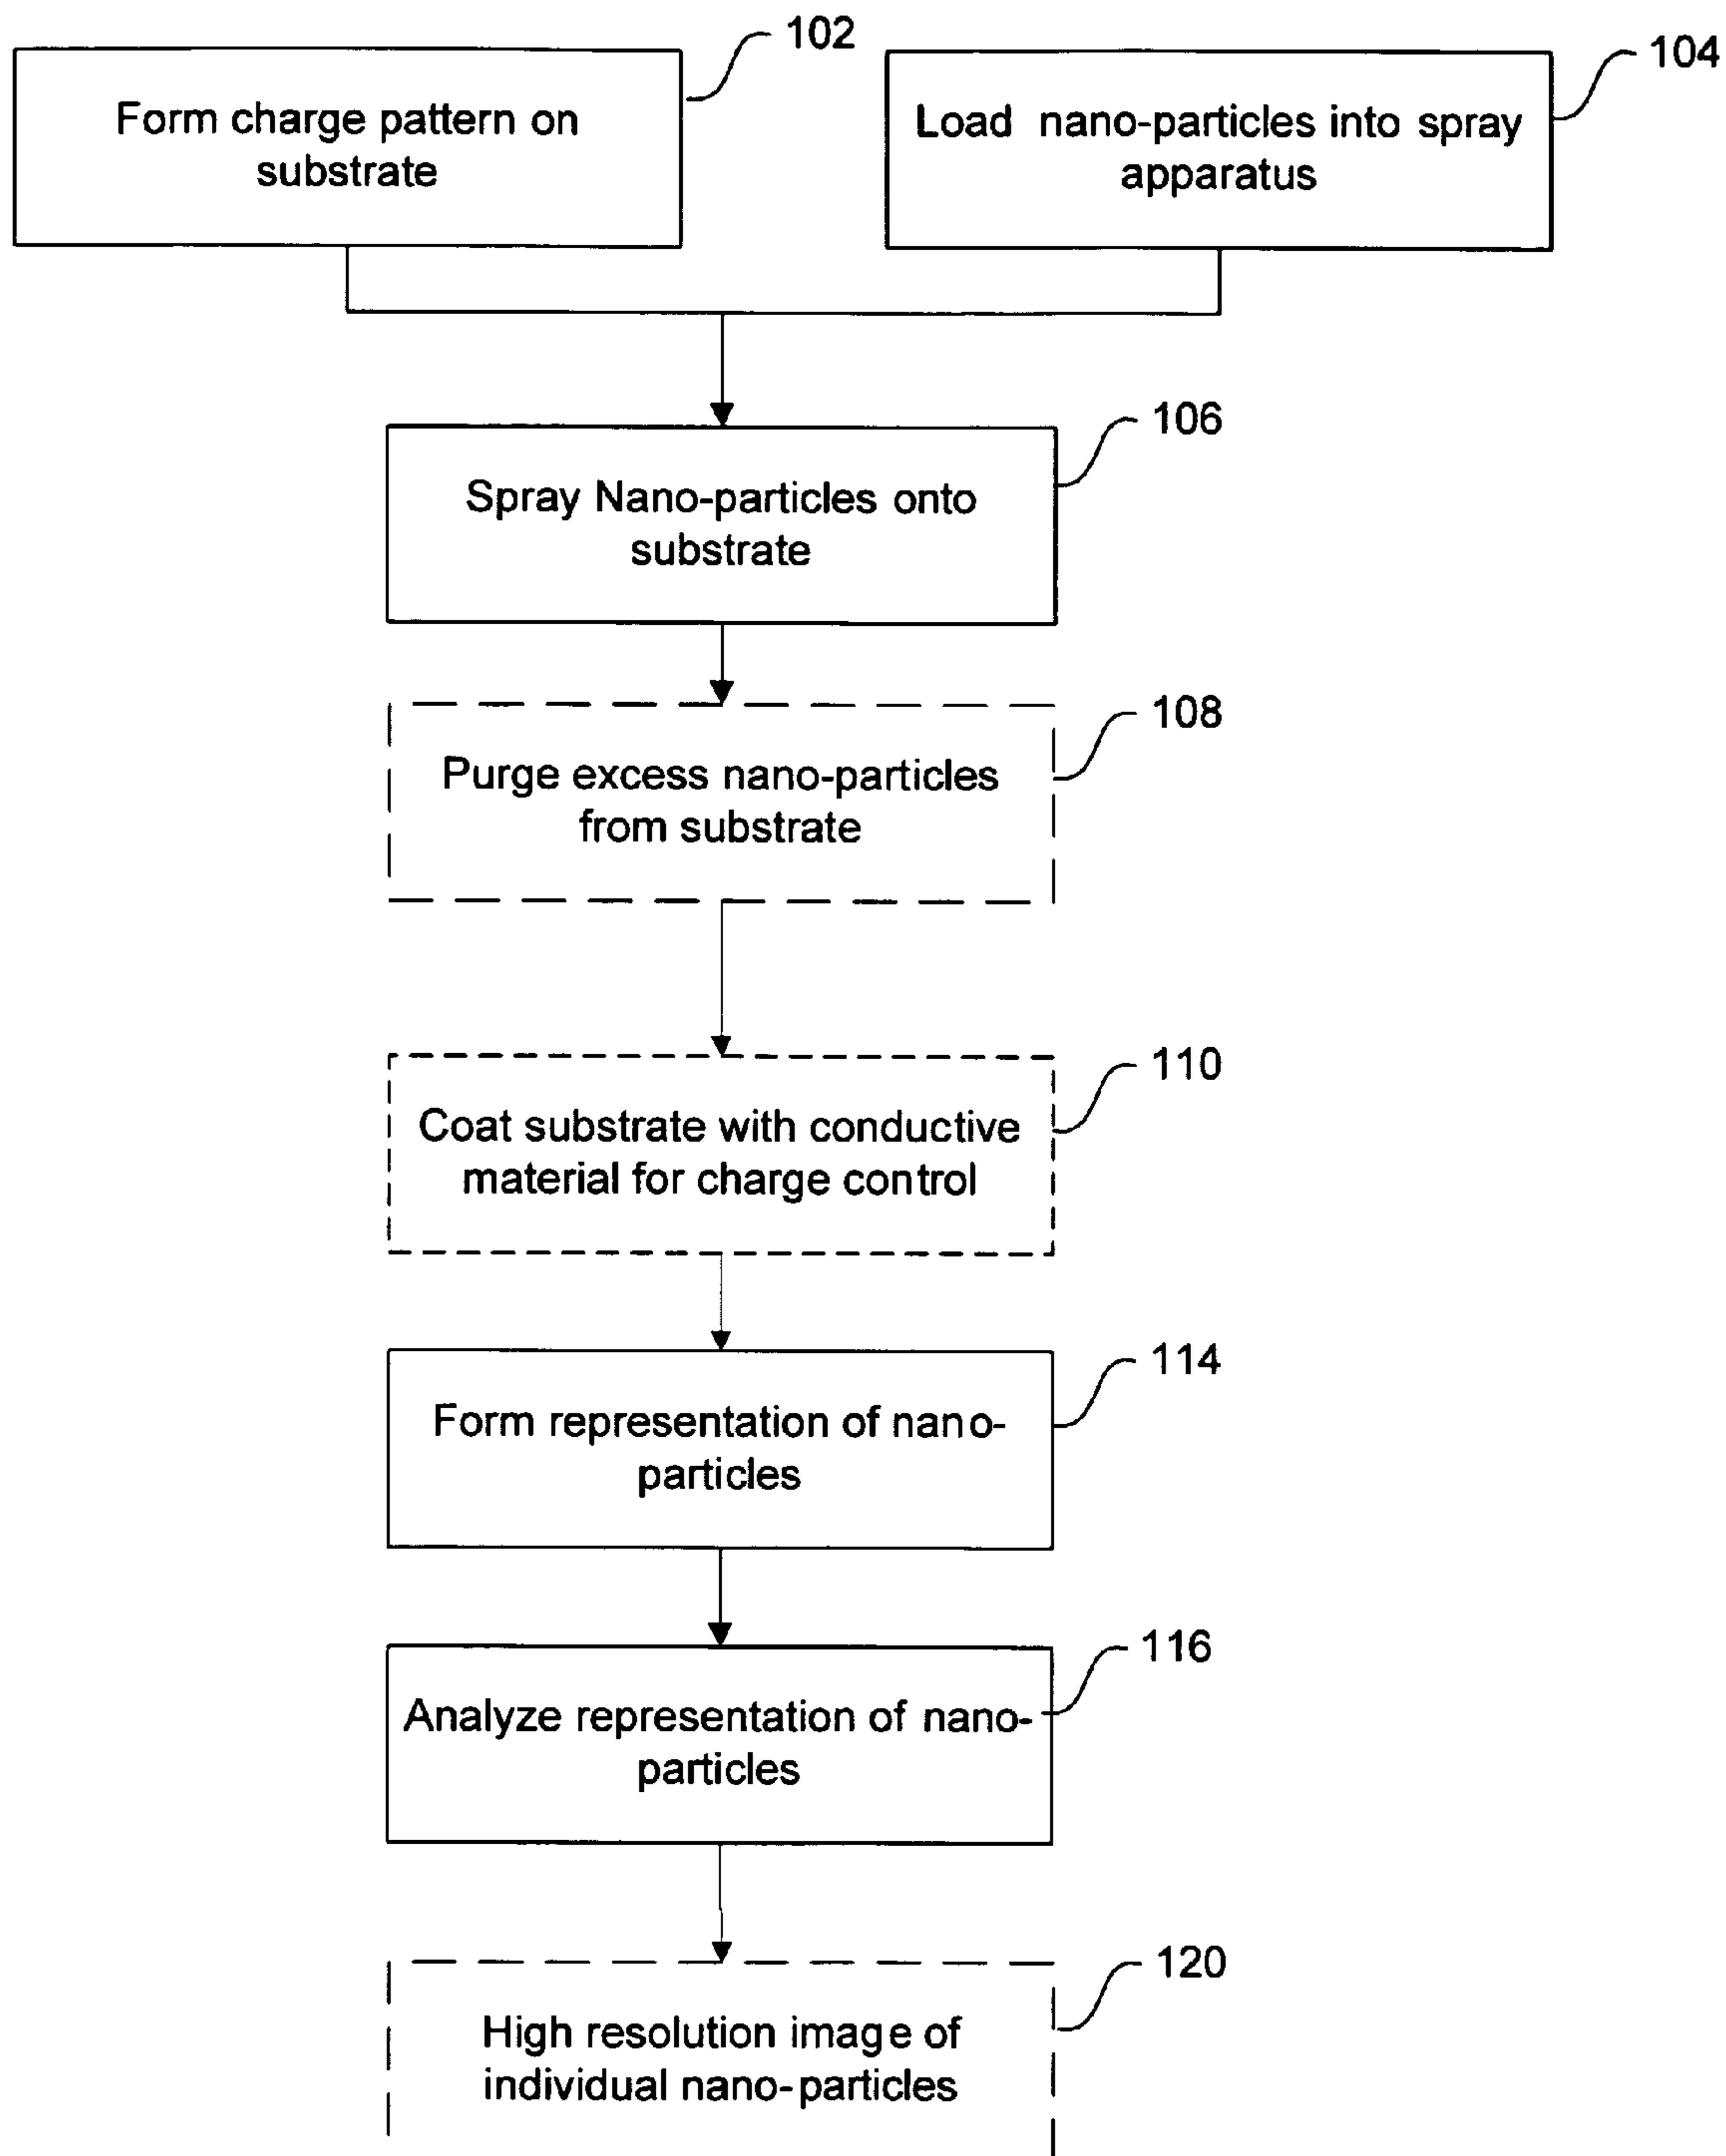 102
Form charge pattern on
substrate
104
Load nano-particles into spray
apparatus
106
Spray Nano-particles onto
substrate
108
Purge excess nano-particles
from substrate
110
Coat substrate with conductive
material for charge control
114
Form representation of nano-
particles
116
Analyze representation of nano-
particles
120
High resolution image of
individual nano-particles